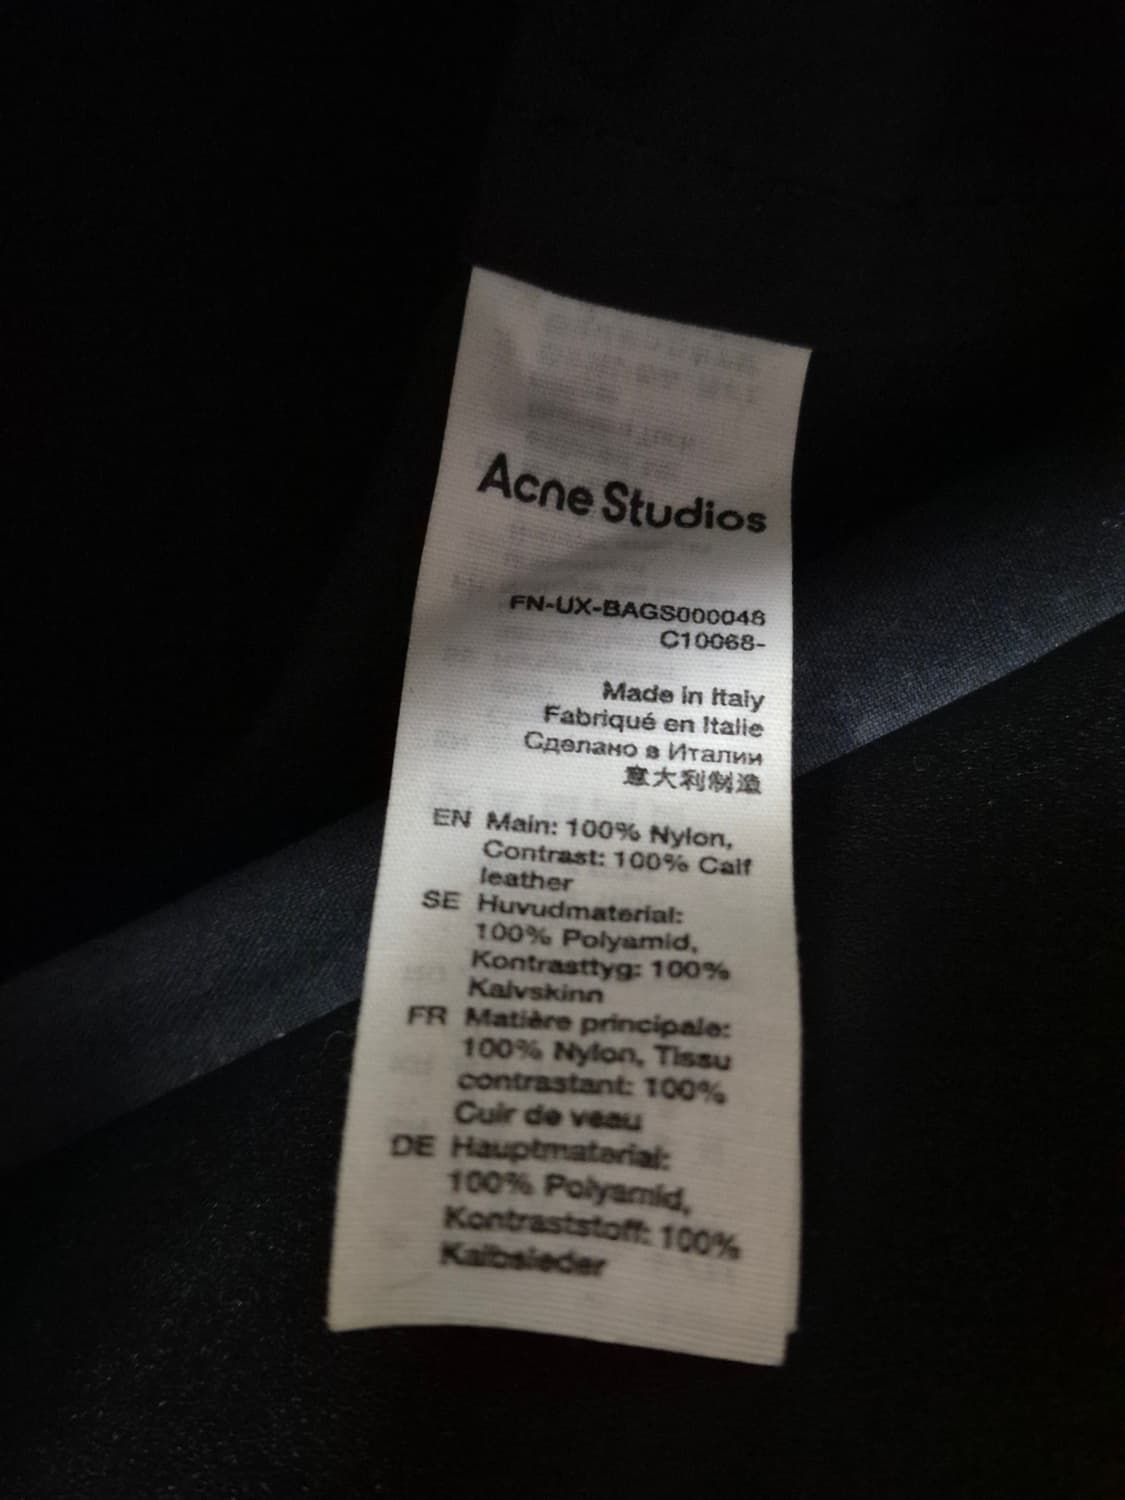 Acne Studios
FN-UX-BAGS000048
C10068-
Made in Italy
Fabriqué en Italie
Сделано в Италии
意大利制造
EN Main: 100% Nylon,
Contrast: 100% Calf
leather
SE Huvudmaterial:
100% Polyamid,
Kontrasttyg: 100%
Kalvskinn
FR Matière principale:
100% Nylon, Tissu
contrastant: 100%
Cuir de veau
DE Hauptmaterial:
100% Polyamid,
Kontraststoff: 100%
Kalbsleder